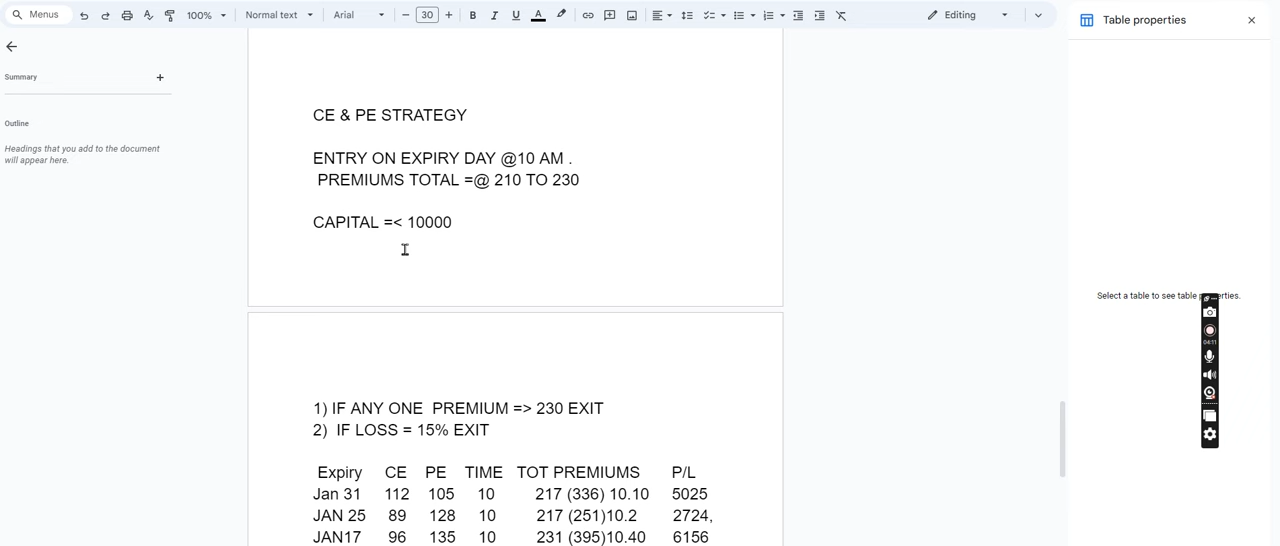 Menus
100%
Normal text
Arial
30
B I U A
Editing
Table properties
Summary
Outline
Headings that you add to the document
will appear here.
CE & PE STRATEGY
ENTRY ON EXPIRY DAY @10 AM .
PREMIUMS TOTAL =@ 210 TO 230
CAPITAL =< 10000
Select a table to see table p erties.
04:11
1) IF ANY ONE PREMIUM => 230 EXIT
2) IF LOSS = 15% EXIT
Expiry CE PE TIME TOT PREMIUMS P/L
Jan 31 112 105 10 217 (336) 10.10 5025
JAN 25 89 128 10 217 (251)10.2 2724,
JAN17 96 135 10 231 (395)10.40 6156